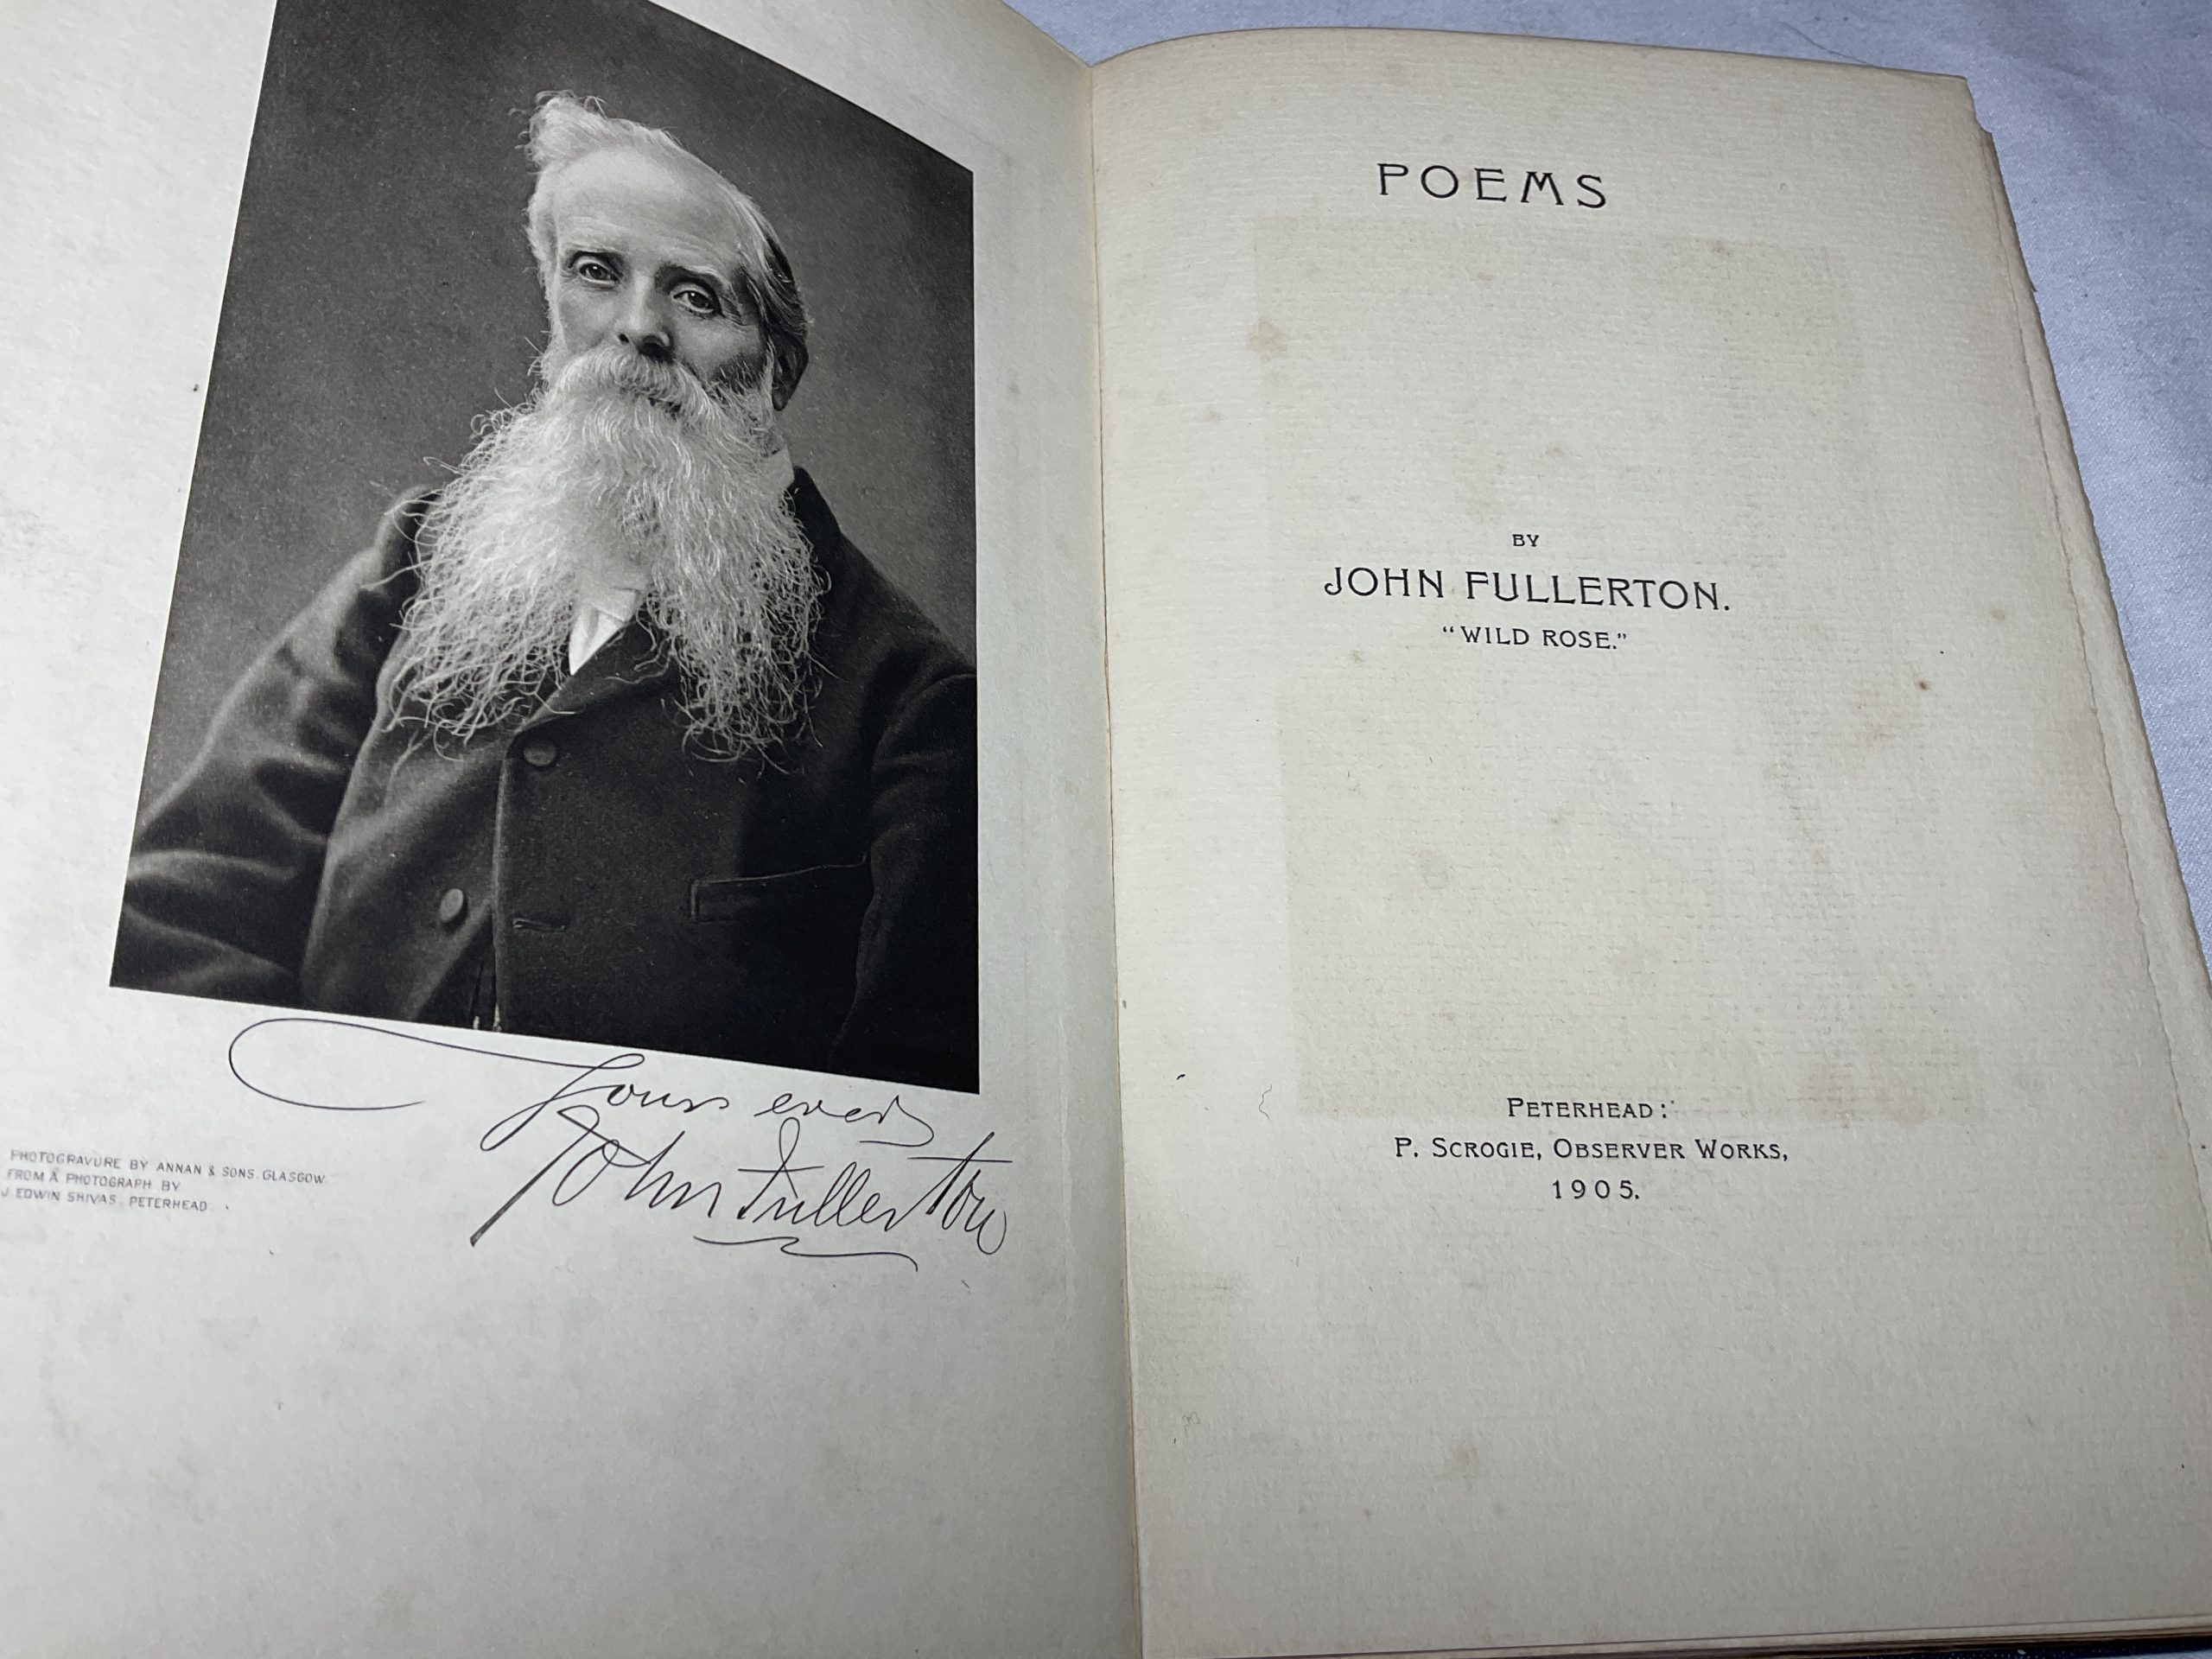 Yours ever
John Fullerton
PHOTOGRAVURE BY ANNAN & SONS. GLASGOW.
FROM A PHOTOGRAPH BY
J. EDWIN SHIVAS. PETERHEAD.
POEMS
BY
JOHN FULLERTON.
"WILD ROSE."
PETERHEAD:
P. SCROGIE, OBSERVER WORKS,
1905.